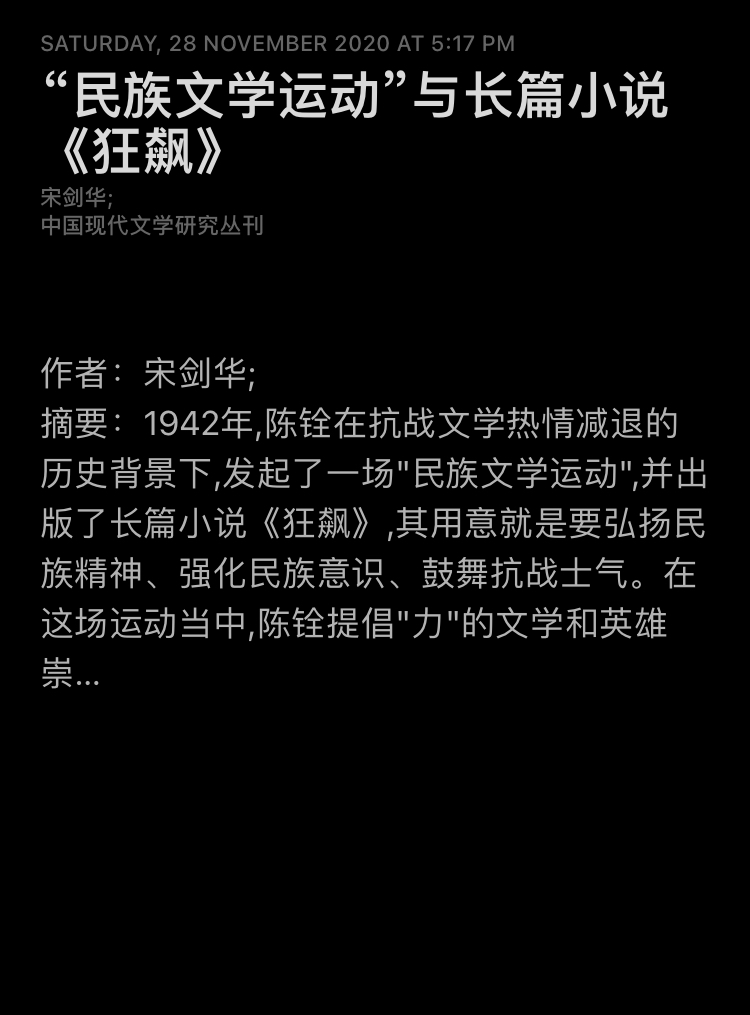 SATURDAY, 28 NOVEMBER 2020 AT 5:17 PM
“民族文学运动”与长篇小说
《狂飙》
宋剑华;
中国现代文学研究丛刊
作者：宋剑华;
摘要：1942年,陈铨在抗战文学热情减退的
历史背景下,发起了一场"民族文学运动",并出
版了长篇小说《狂飙》,其用意就是要弘扬民
族精神、强化民族意识、鼓舞抗战士气。在
这场运动当中,陈铨提倡"力"的文学和英雄
崇...